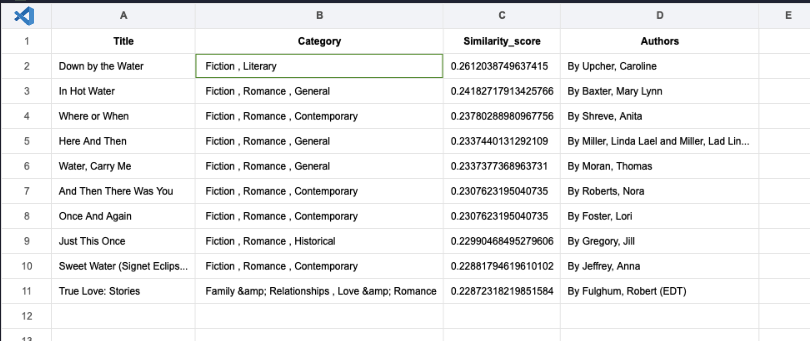 A B C D E
1 Title Category Similarity_score Authors
2 Down by the Water Fiction , Literary 0.2612038749637415 By Upcher, Caroline
3 In Hot Water Fiction , Romance , General 0.24182717913425766 By Baxter, Mary Lynn
4 Where or When Fiction , Romance , Contemporary 0.23780288980967756 By Shreve, Anita
5 Here And Then Fiction , Romance , General 0.2337440131292109 By Miller, Linda Lael and Miller, Lad Lin...
6 Water, Carry Me Fiction , Romance , General 0.2337377368963731 By Moran, Thomas
7 And Then There Was You Fiction , Romance , Contemporary 0.2307623195040735 By Roberts, Nora
8 Once And Again Fiction , Romance , Contemporary 0.2307623195040735 By Foster, Lori
9 Just This Once Fiction , Romance , Historical 0.22990468495279606 By Gregory, Jill
10 Sweet Water (Signet Eclips... Fiction , Romance , Contemporary 0.22881794619610102 By Jeffrey, Anna
11 True Love: Stories Family &amp; Relationships , Love &amp; Romance 0.22872318219851584 By Fulghum, Robert (EDT)
12
13